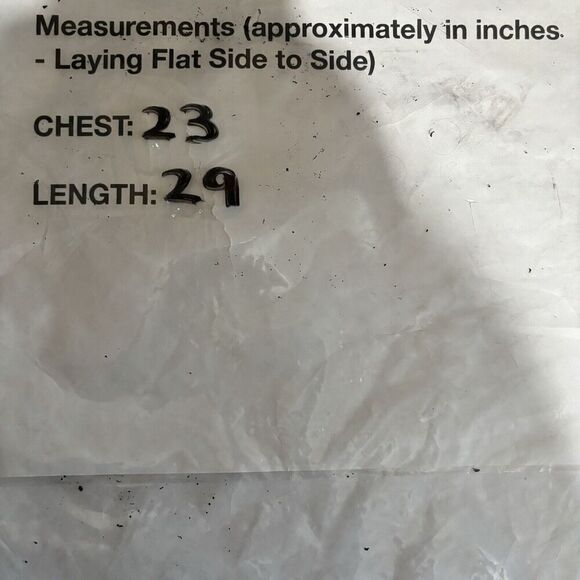 Measurements (approximately in inches
- Laying Flat Side to Side)
CHEST: 23
LENGTH: 29